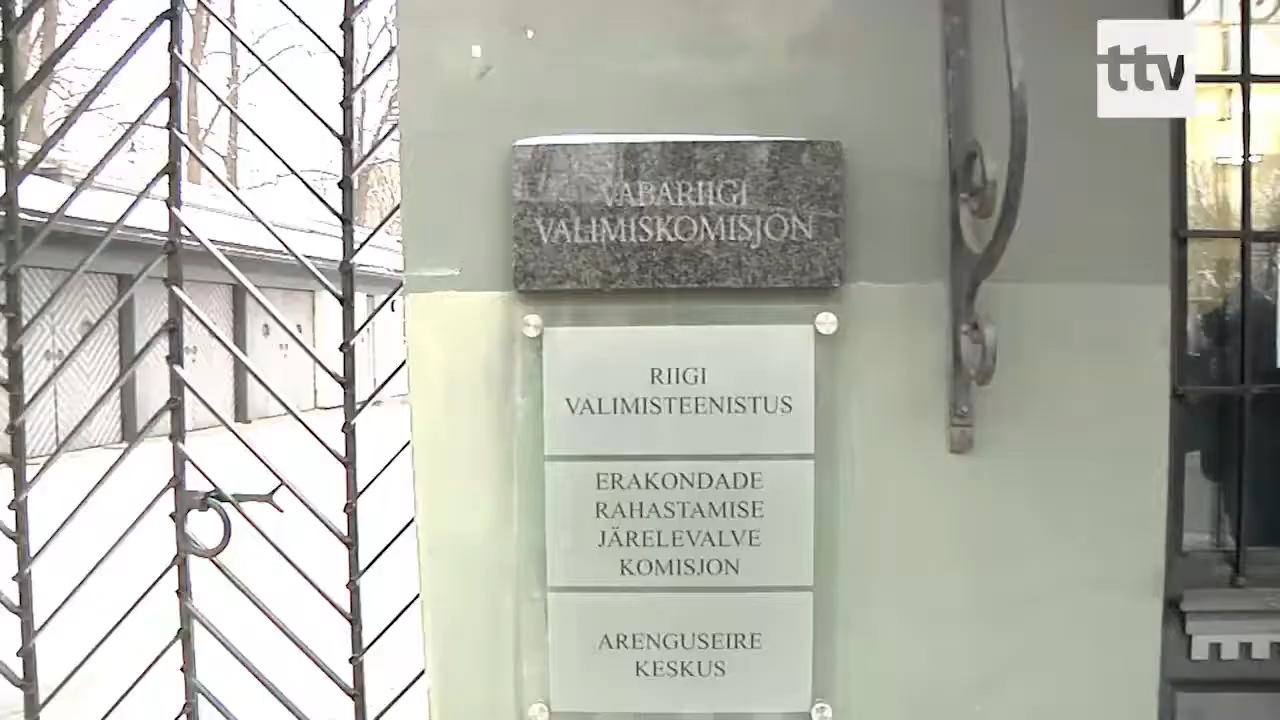 ttv
VABARIIGI
VALIMISKOMISJON
RIIGI
VALIMISTEENISTUS
ERAKONDADE
RAHASTAMISE
JÄRELEVALVE
KOMISJON
ARENGUSEIRE
KESKUS